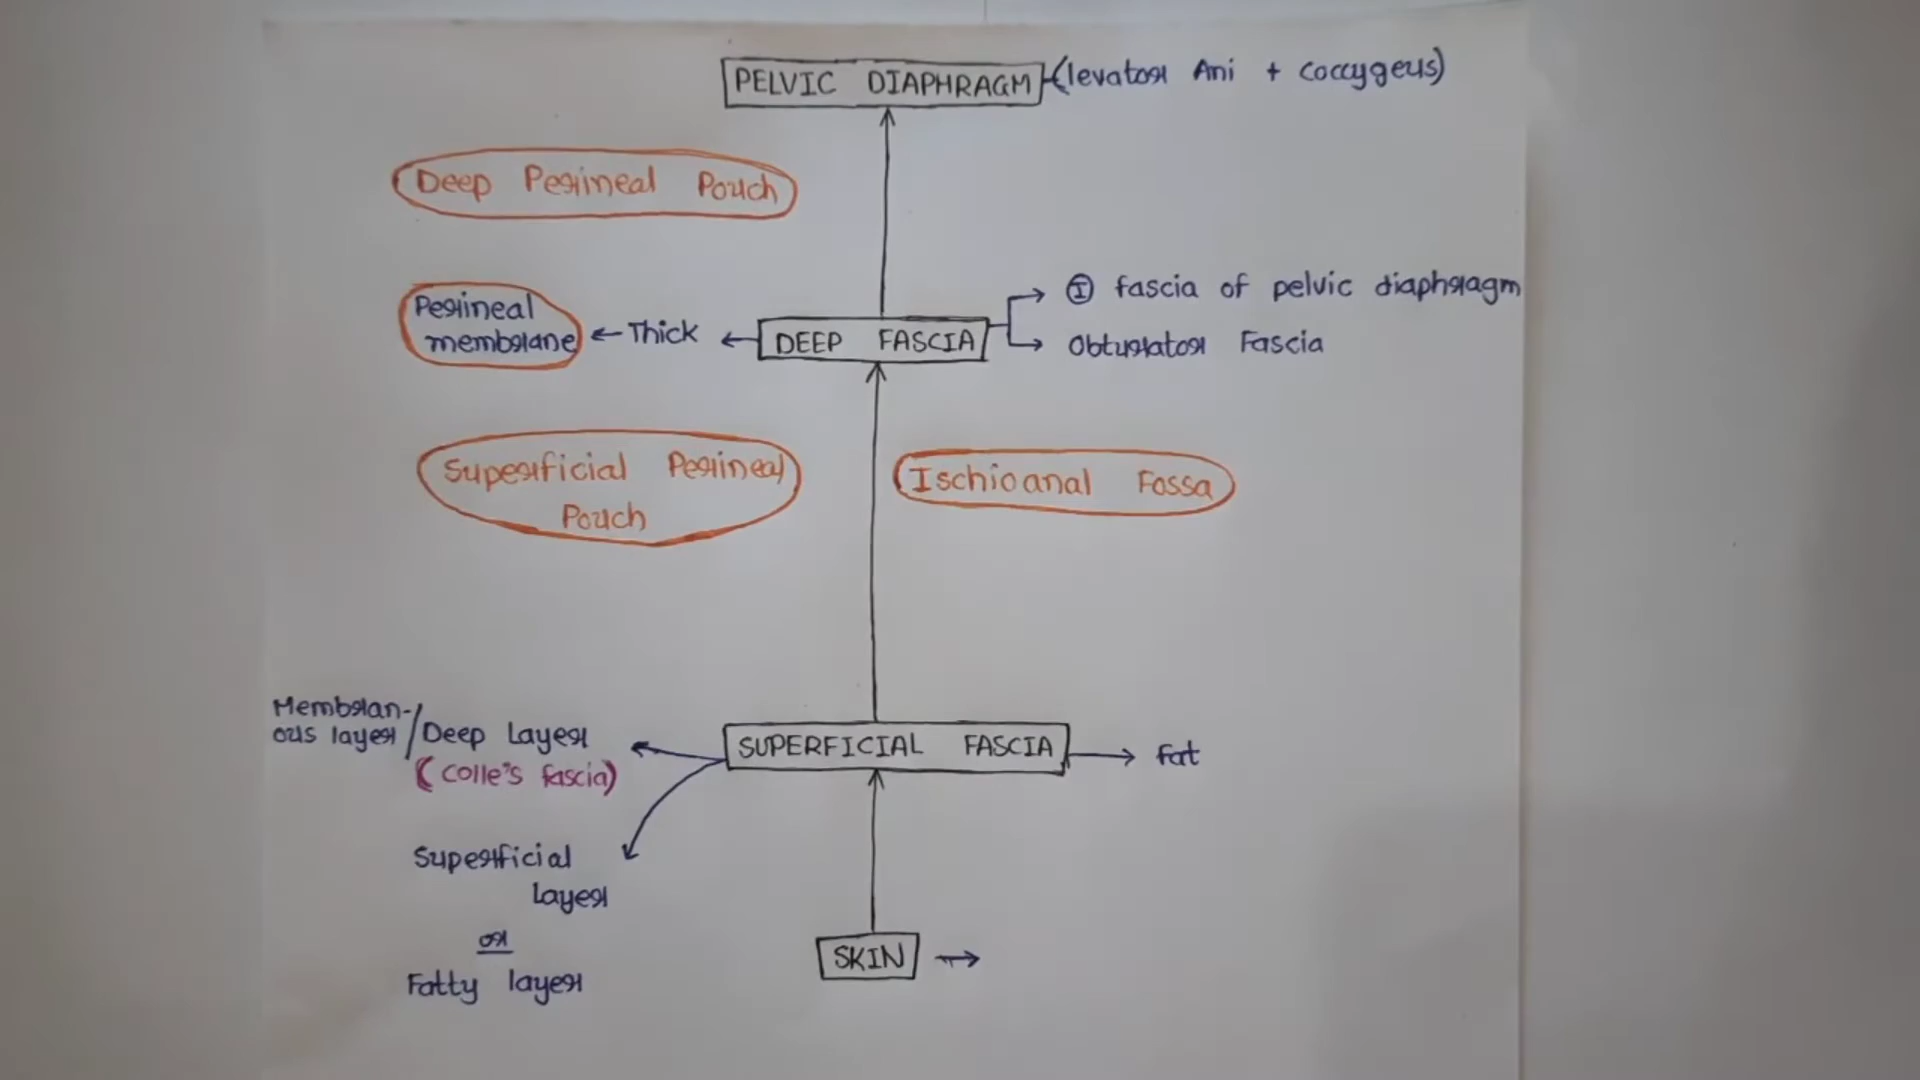 PELVIC DIAPHRAGM (levator Ani + coccygeus)
Deep Perineal Pouch
Perineal
membrane
Thick
DEEP FASCIA
Ⓘ fascia of pelvic diaphragm
Obturator Fascia
Superficial Perineal
Pouch
Ischioanal Fossa
Membran-
ous layer / Deep Layer
(Colle's fascia)
SUPERFICIAL FASCIA
Fat
Superficial
layer
or
Fatty layer
SKIN